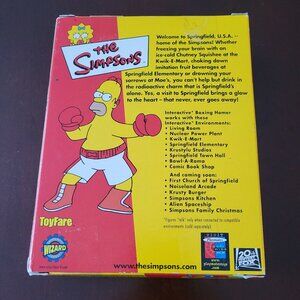 THE
SIMPSONS
Welcome to Springfield, U.S.A.,
home of the Simpsons! Whether
freezing your brain with an
ice-cold Chutney Squishee at the
Kwik-E-Mart, choking down
imitation fruit beverages at
Springfield Elementary or drowning your
sorrows at Moe's, you can't help but drink in
the radioactive charm that is Springfield's
alone. Yes, a visit to Springfield brings a glow
to the heart - that never, ever goes away!
Interactive Boxing Homer
works with these
Interactive Environments:
• Living Room
• Nuclear Power Plant
• Kwik-E-Mart
• Springfield Elementary
• Krustylu Studios
• Springfield Town Hall
• Bowl-A-Rama
• Comic Book Shop
And coming soon:
• First Church of Springfield
• Noiseland Arcade
• Krusty Burger
• Simpsons Kitchen
• Alien Spaceship
• Simpsons Family Christmas
ToyFare
WIZARD
www.thesimpsons.com
20th
FOX